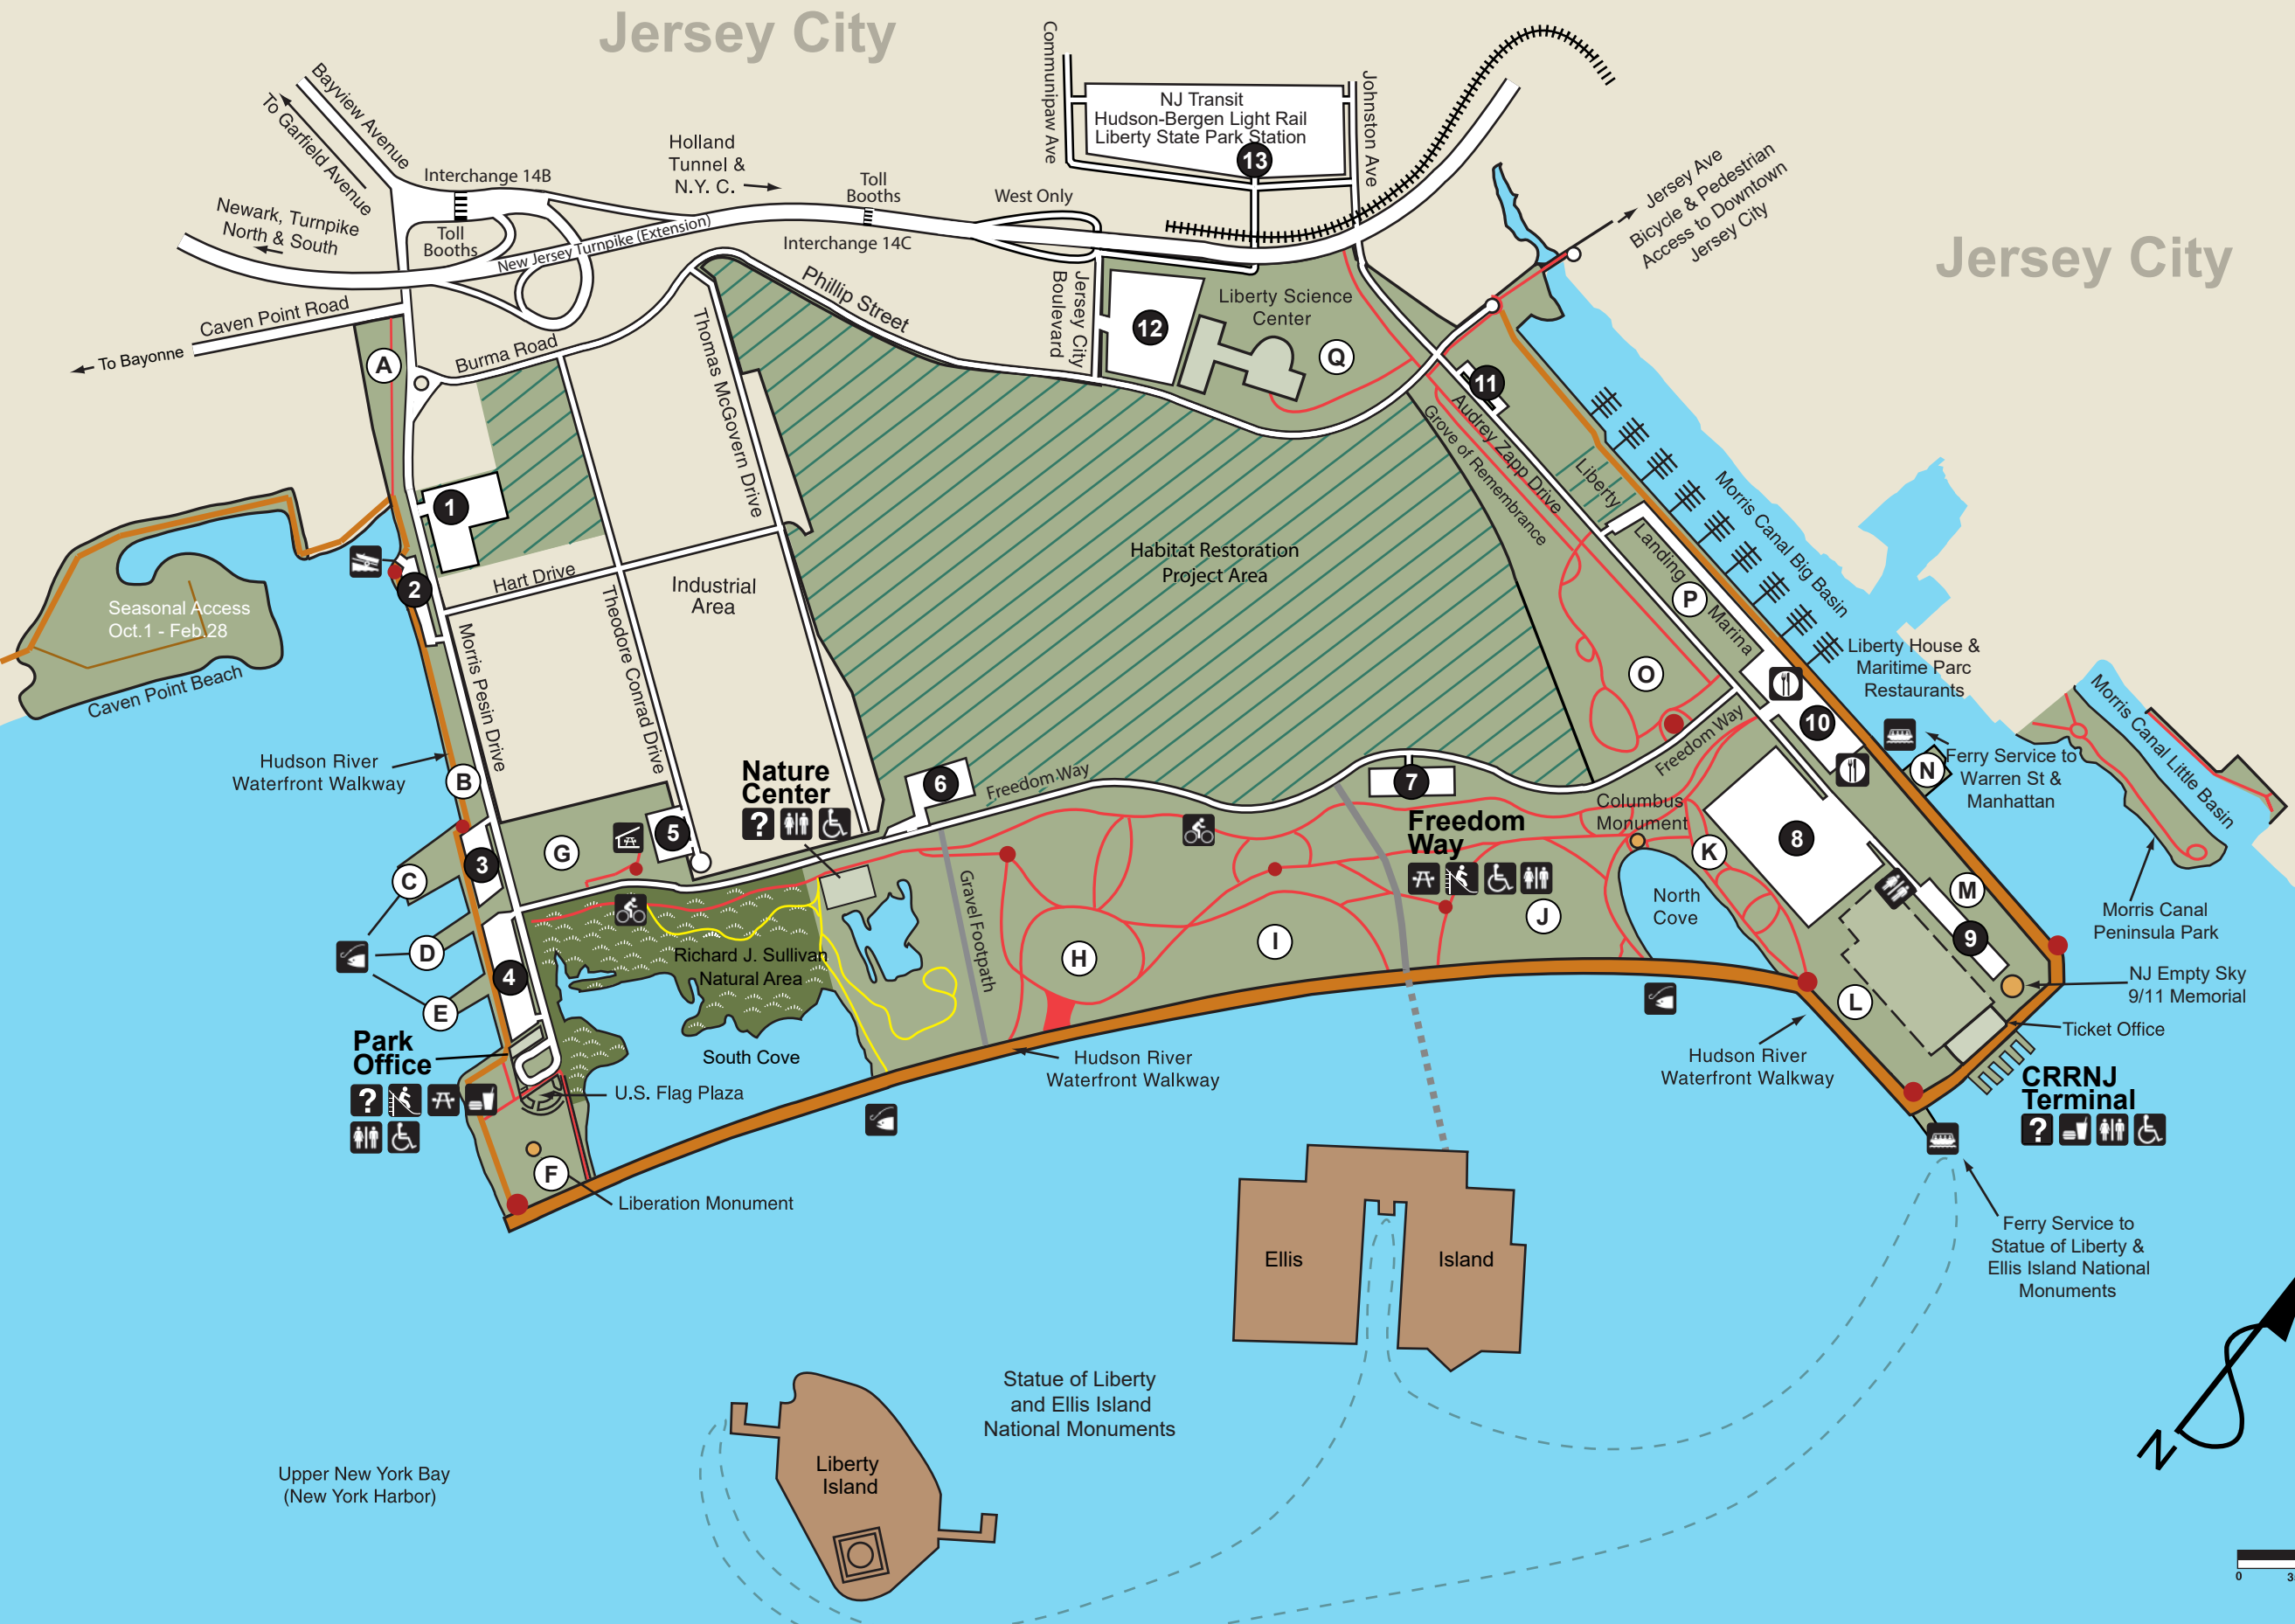 Jersey City
Bayview Avenue
To Garfield Avenue
Newark, Turnpike
North & South
Interchange 14B
Toll
Booths
New Jersey Turnpike (Extension)
Holland
Tunnel &
N.Y. C.
Toll
Booths
Interchange 14C
West Only
Communipaw Ave
NJ Transit
Hudson-Bergen Light Rail
Liberty State Park Station
13
Johnston Ave
Jersey Ave
Bicycle & Pedestrian
Access to Downtown
Jersey City
Jersey City
Caven Point Road
To Bayonne
A
Burma Road
Thomas McGovern Drive
Phillip Street
Jersey City
Boulevard
12
Liberty Science
Center
Q
11
Audrey Zapp Drive
Grove of Remembrance
Liberty
Landing
P
Marina
Morris Canal Big Basin
1
2
Hart Drive
Industrial
Area
Theodore Conrad Drive
Morris Pesin Drive
Habitat Restoration
Project Area
Seasonal Access
Oct.1 - Feb.28
Caven Point Beach
Hudson River
Waterfront Walkway
B
O
10
Liberty House &
Maritime Parc
Restaurants
Morris Canal Little Basin
Ferry Service to
Warren St &
Manhattan
N
Nature
Center
?
6
Freedom Way
7
Freedom Way
Columbus
Monument
Freedom
Way
8
K
3
5
G
C
D
E
4
Gravel Footpath
H
I
J
North
Cove
M
9
L
Morris Canal
Peninsula Park
NJ Empty Sky
9/11 Memorial
Ticket Office
Richard J. Sullivan
Natural Area
South Cove
Park
Office
?
U.S. Flag Plaza
Hudson River
Waterfront Walkway
Hudson River
Waterfront Walkway
CRRNJ
Terminal
?
F
Liberation Monument
Ferry Service to
Statue of Liberty &
Ellis Island National
Monuments
Ellis
Island
Statue of Liberty
and Ellis Island
National Monuments
Liberty
Island
Upper New York Bay
(New York Harbor)
N
0
3